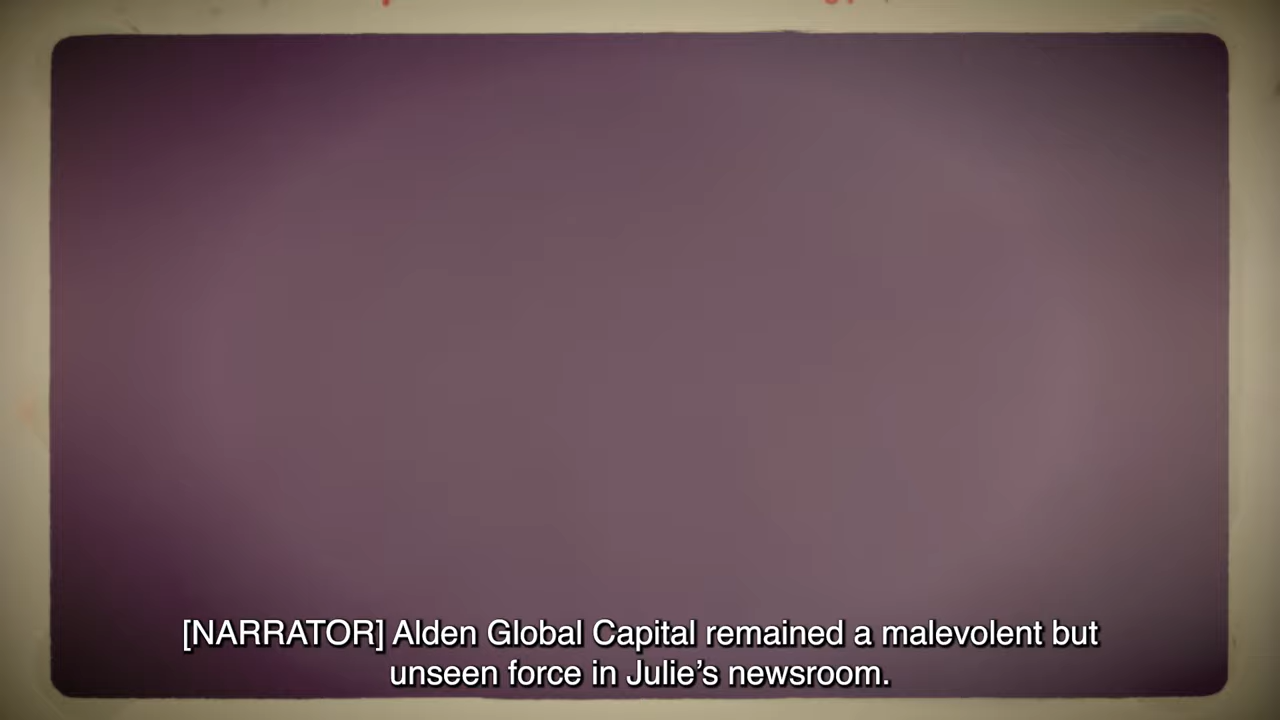 [NARRATOR] Alden Global Capital remained a malevolent but
unseen force in Julie's newsroom.